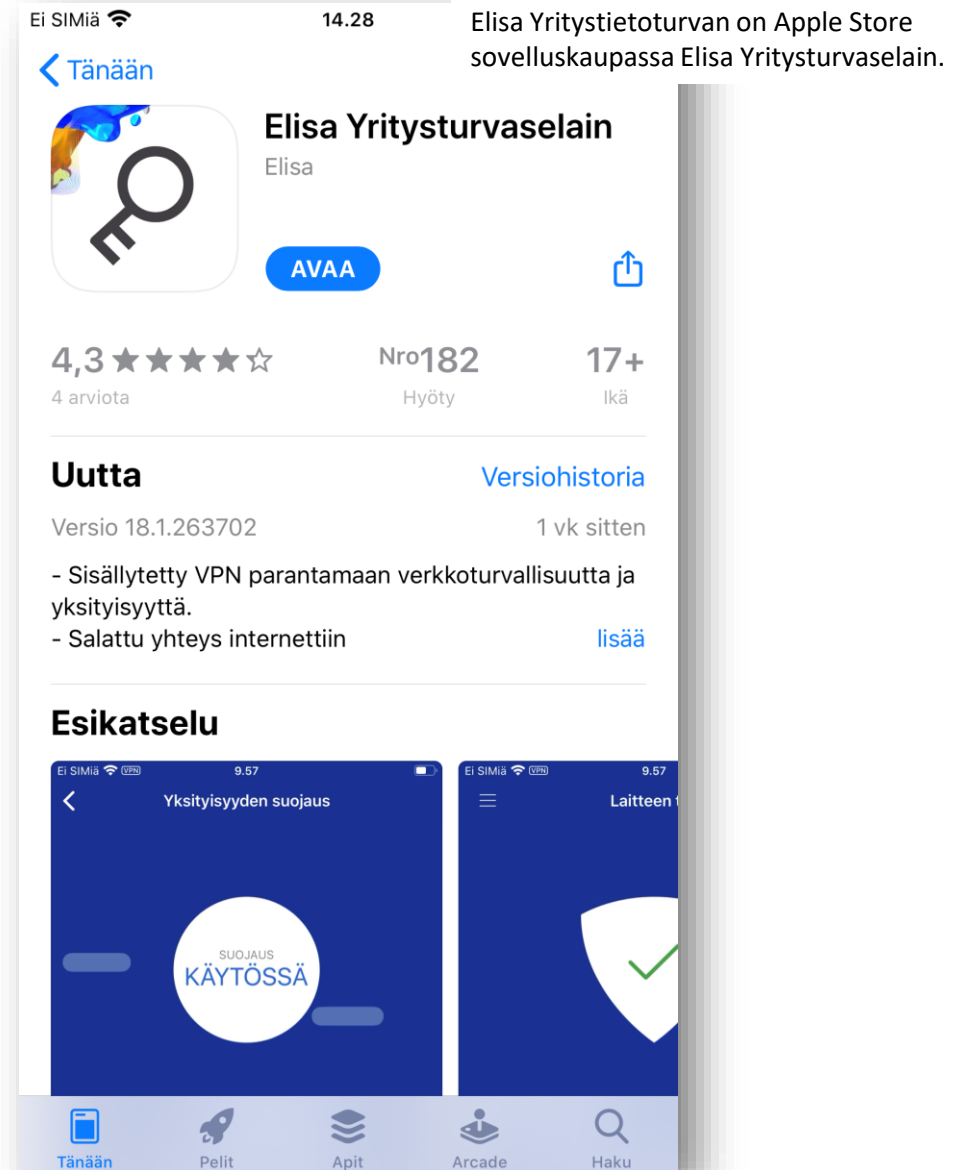 Ei SIMiä
14.28
Elisa Yritystietoturvan on Apple Store
sovelluskaupassa Elisa Yritysturvaselain.
Tänään
Elisa Yritysturvaselain
Elisa
AVAA
4,3
Nro182
17+
4 arviota
Hyöty
Ikä
Uutta
Versiohistoria
Versio 18.1.263702
1 vk sitten
- Sisällytetty VPN parantamaan verkkoturvallisuutta ja
yksityisyyttä.
- Salattu yhteys internettiin
lisää
Esikatselu
Ei SIMiä VPN
9.57
Yksityisyyden suojaus
SUOJAUS
KÄYTÖSSÄ
Ei SIMiä VPN
9.57
Laitteen
Tänään
Pelit
Apit
Arcade
Haku